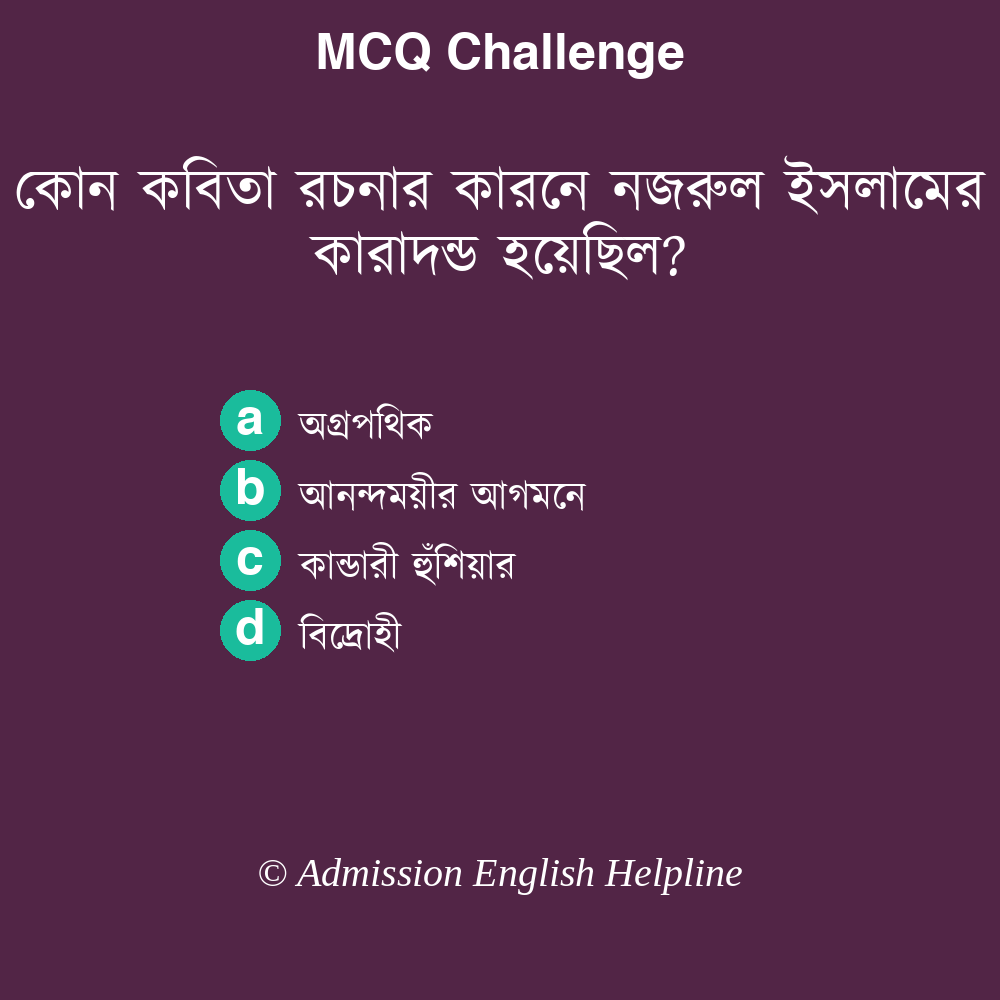 MCQ Challenge
কোন কবিতা রচনার কারনে নজরুল ইসলামের
কারাদন্ড হয়েছিল?
a অগ্রপথিক
b আনন্দময়ীর আগমনে
c কান্ডারী হুঁশিয়ার
d বিদ্রোহী
© Admission English Helpline